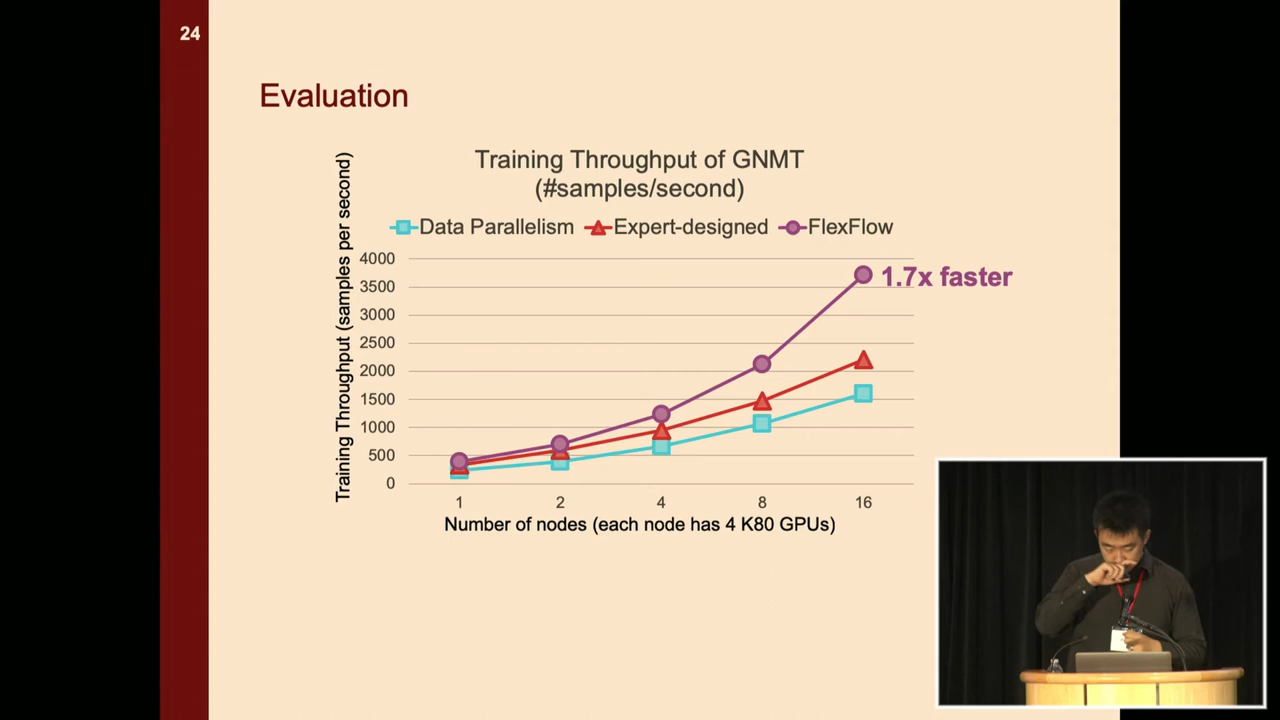 24
Evaluation
Training Throughput of GNMT
(#samples/second)
Data Parallelism Expert-designed FlexFlow
Training Throughput (samples per second)
4000
3500
3000
2500
2000
1500
1000
500
0
1.7x faster
1 2 4 8 16
Number of nodes (each node has 4 K80 GPUs)